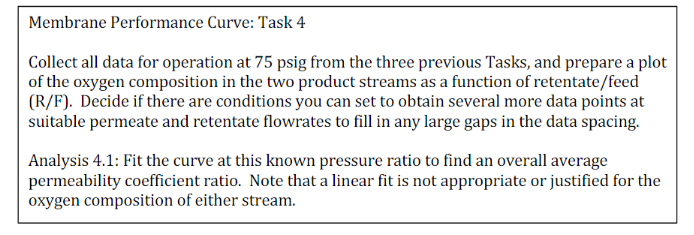 Membrane Performance Curve: Task 4
Collect all data for operation at 75 psig from the three previous Tasks, and prepare a plot
of the oxygen composition in the two product streams as a function of retentate/feed
(R/F).  Decide if there are conditions you can set to obtain several more data points at
suitable permeate and retentate flowrates to fill in any large gaps in the data spacing.
Analysis 4.1: Fit the curve at this known pressure ratio to find an overall average
permeability coefficient ratio.  Note that a linear fit is not appropriate or justified for the
oxygen composition of either stream.